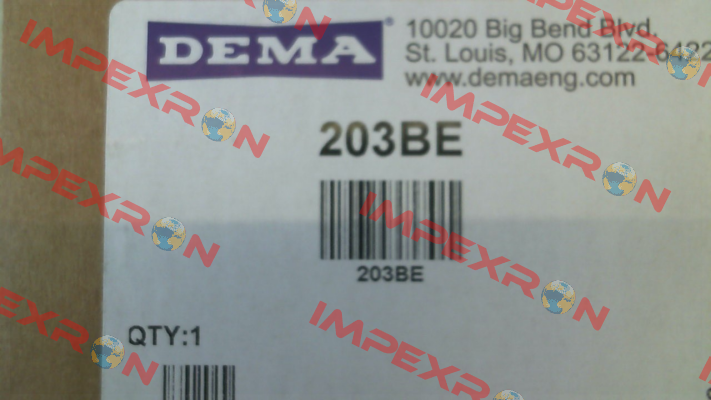 DEMA®
10020 Big Bend Blvd.
St. Louis, MO 63122-6422
www.demaeng.com
203BE
203BE
QTY:1
IMPEXRON
IMPEXRON
IMPEXRON
IMPEXRON
IMPEXRON
IMPEXRON
IMPEXRON